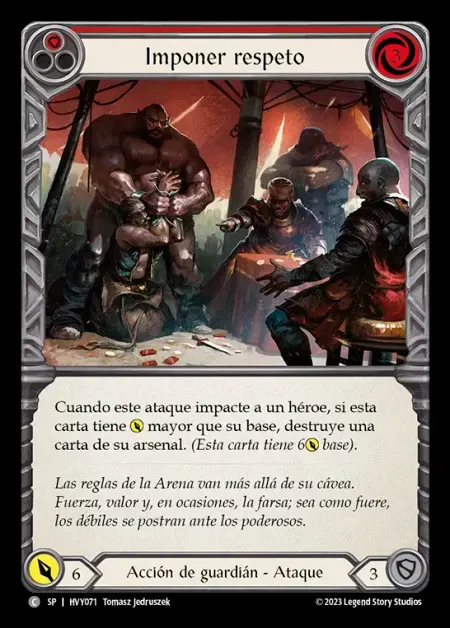 Imponer respeto
3
Cuando este ataque impacte a un héroe, si esta
carta tiene mayor que su base, destruye una
carta de su arsenal. (Esta carta tiene 6 base).
Las reglas de la Arena van más allá de su cávea.
Fuerza, valor y, en ocasiones, la farsa; sea como fuere,
los débiles se postran ante los poderosos.
6
Acción de guardián - Ataque
3
C SP | HVY071 Tomasz Jedruszek
© 2023 Legend Story Studios